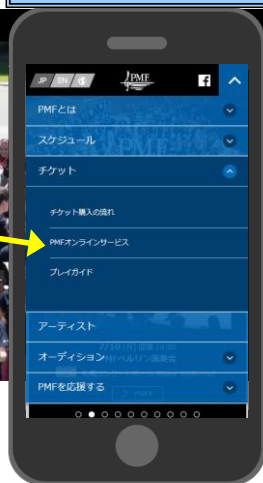 JP EN
PMF
PMFとは
スケジュール
チケット
チケット購入の流れ
PMFオンラインサービス
プレイガイド
アーティスト
オーディション
PMFを応援する